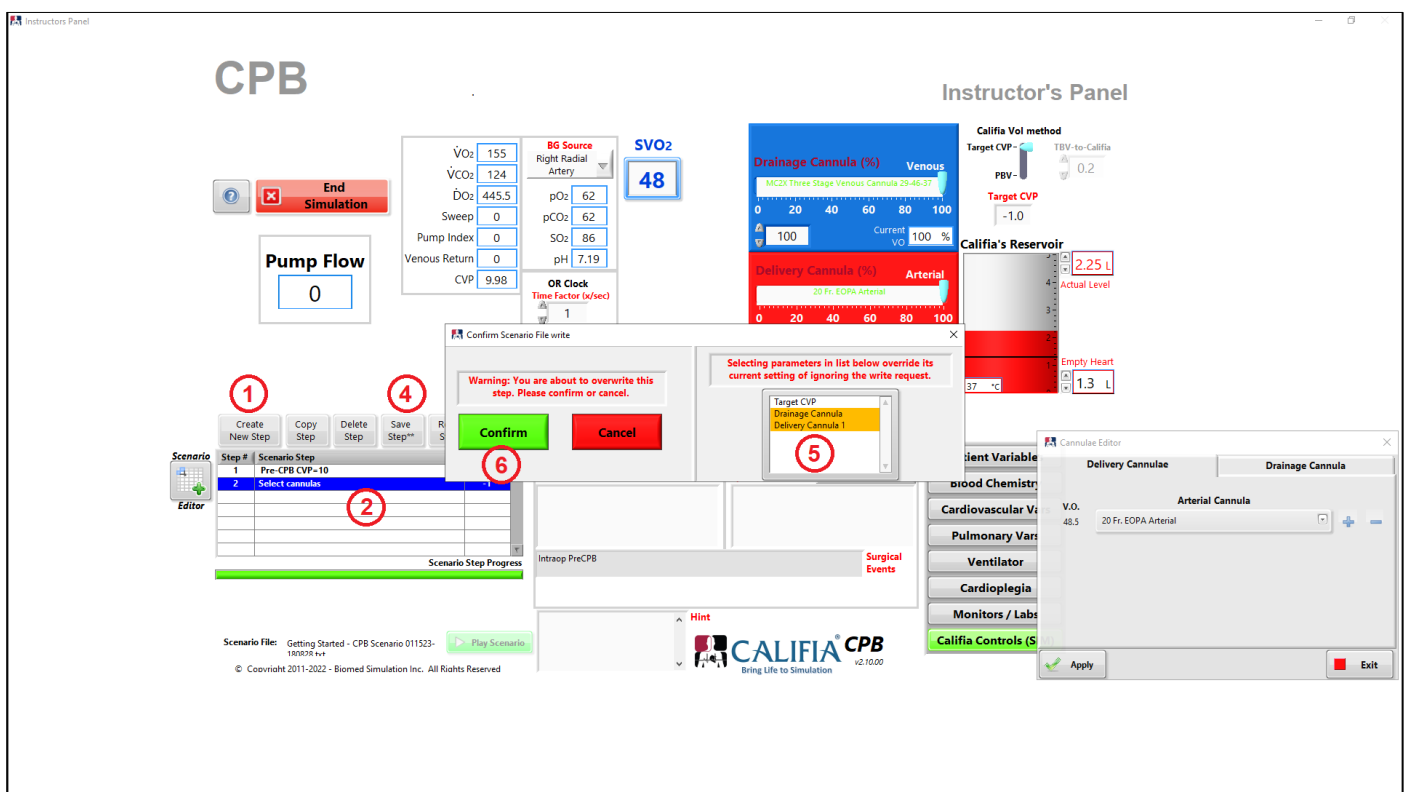 Instructors Panel
CPB
Instructor's Panel
End
Simulation
Pump Flow
0
V̇O2 155
V̇CO2 124
ḊO2 445.5
Sweep 0
Pump Index 0
Venous Return 0
CVP 9.98
BG Source
Right Radial
Artery
pO2 62
pCO2 62
SO2 86
pH 7.19
OR Clock
Time Factor (x/sec)
1
SVO2
48
Drainage Cannula (%) Venous
MC2X Three Stage Venous Cannula 29-46-37
0 20 40 60 80 100
100
Current
VO 100 %
Delivery Cannula (%) Arterial
20 Fr. EOPA Arterial
0 20 40 60 80 100
Califia Vol method
Target CVP -
PBV -
TBV-to-Califia
0.2
Target CVP
-1.0
Califia's Reservoir
2.25 L
Actual Level
4
3
2
1
Empty Heart
1.3 L
37 °C
Confirm Scenario File write
Warning: You are about to overwrite this
step. Please confirm or cancel.
Confirm
Cancel
6
Selecting parameters in list below override its
current setting of ignoring the write request.
Target CVP
Drainage Cannula
Delivery Cannula 1
5
1
4
Create
New Step
Copy
Step
Delete
Step
Save
Step**
Scenario
Editor
Step # Scenario Step
1 Pre-CPB CVP=10
2 Select cannulas -1
2
Scenario Step Progress
Intraop PreCPB
Surgical
Events
Hint
Scenario File: Getting Started - CPB Scenario 011523-
180828.txt
Play Scenario
© Copyright 2011-2022 - Biomed Simulation Inc. All Rights Reserved
CALIFIA® CPB
v2.10.00
Bring Life to Simulation
Blood Chemistry
Pulmonary Vars
Ventilator
Cardioplegia
Monitors / Labs
Califia Controls (S
Cannulae Editor
Delivery Cannulae
Drainage Cannula
Arterial Cannula
V.O.
48.5
20 Fr. EOPA Arterial
Apply
Exit